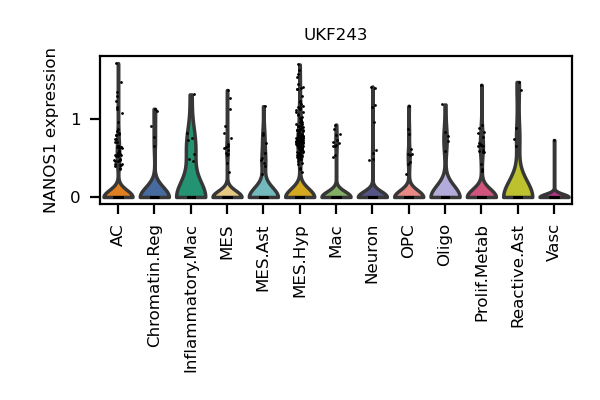 UKF243
NANOS1 expression
1
0
AC
Chromatin.Reg
Inflammatory.Mac
MES
MES.Ast
MES.Hyp
Mac
Neuron
OPC
Oligo
Prolif.Metab
Reactive.Ast
Vasc